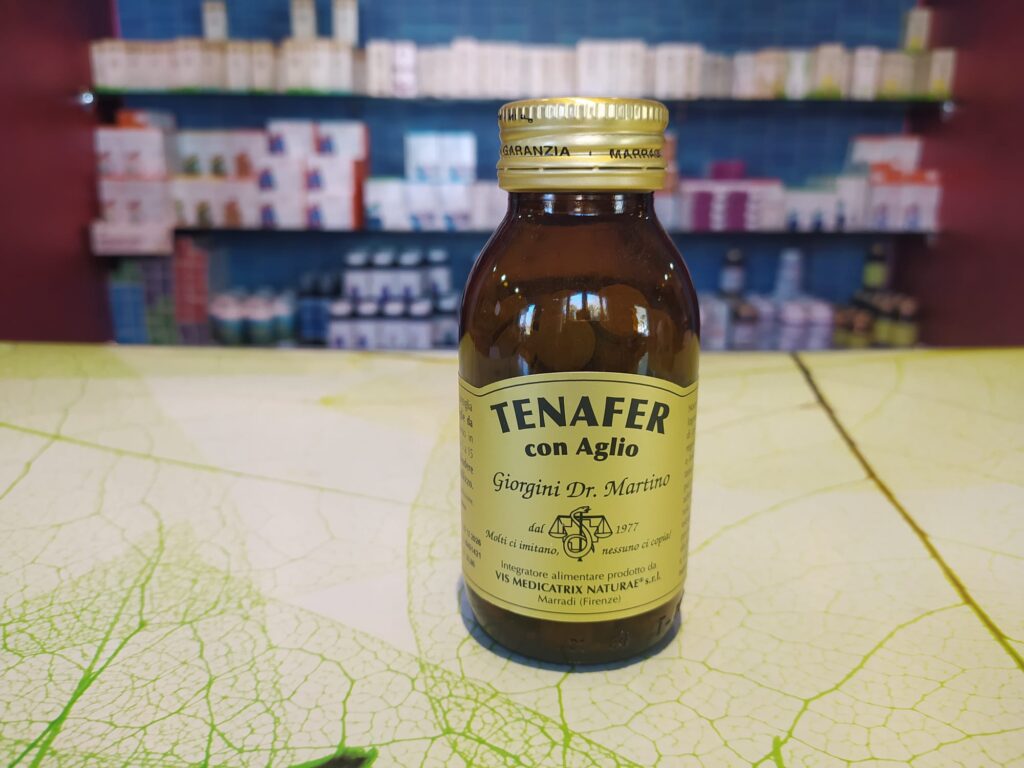 GARANZIA • MARRAD
TENAFER
con Aglio
Giorgini Dr. Martino
dal 1977
Molti ci imitano, nessuno ci copia!
Integratore alimentare prodotto da
VIS MEDICATRIX NATURAE® s.r.l.
Marradi (Firenze)